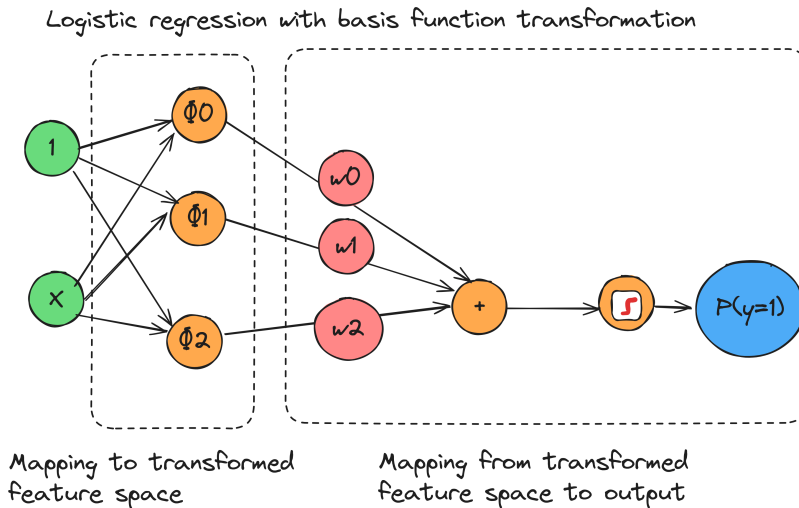 Logistic regression with basis function transformation
1
Φ0
w0
Φ1
w1
X
+
P(y=1)
Φ2
w2
Mapping to transformed
feature space
Mapping from transformed
feature space to output